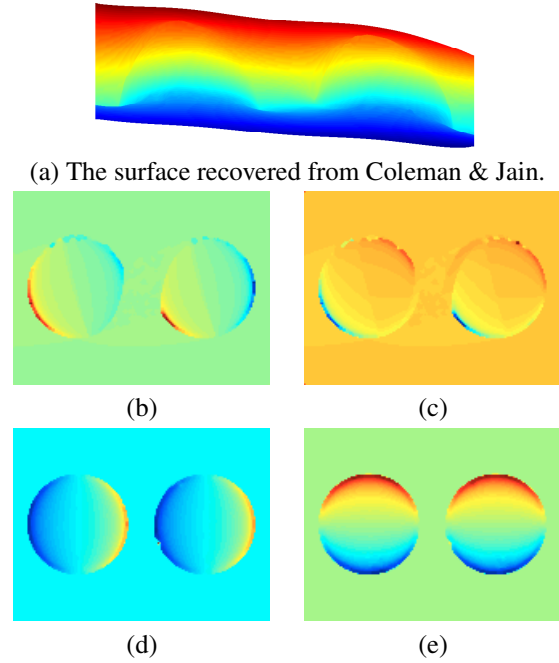 (a) The surface recovered from Coleman & Jain.
(b)
(c)
(d)
(e)